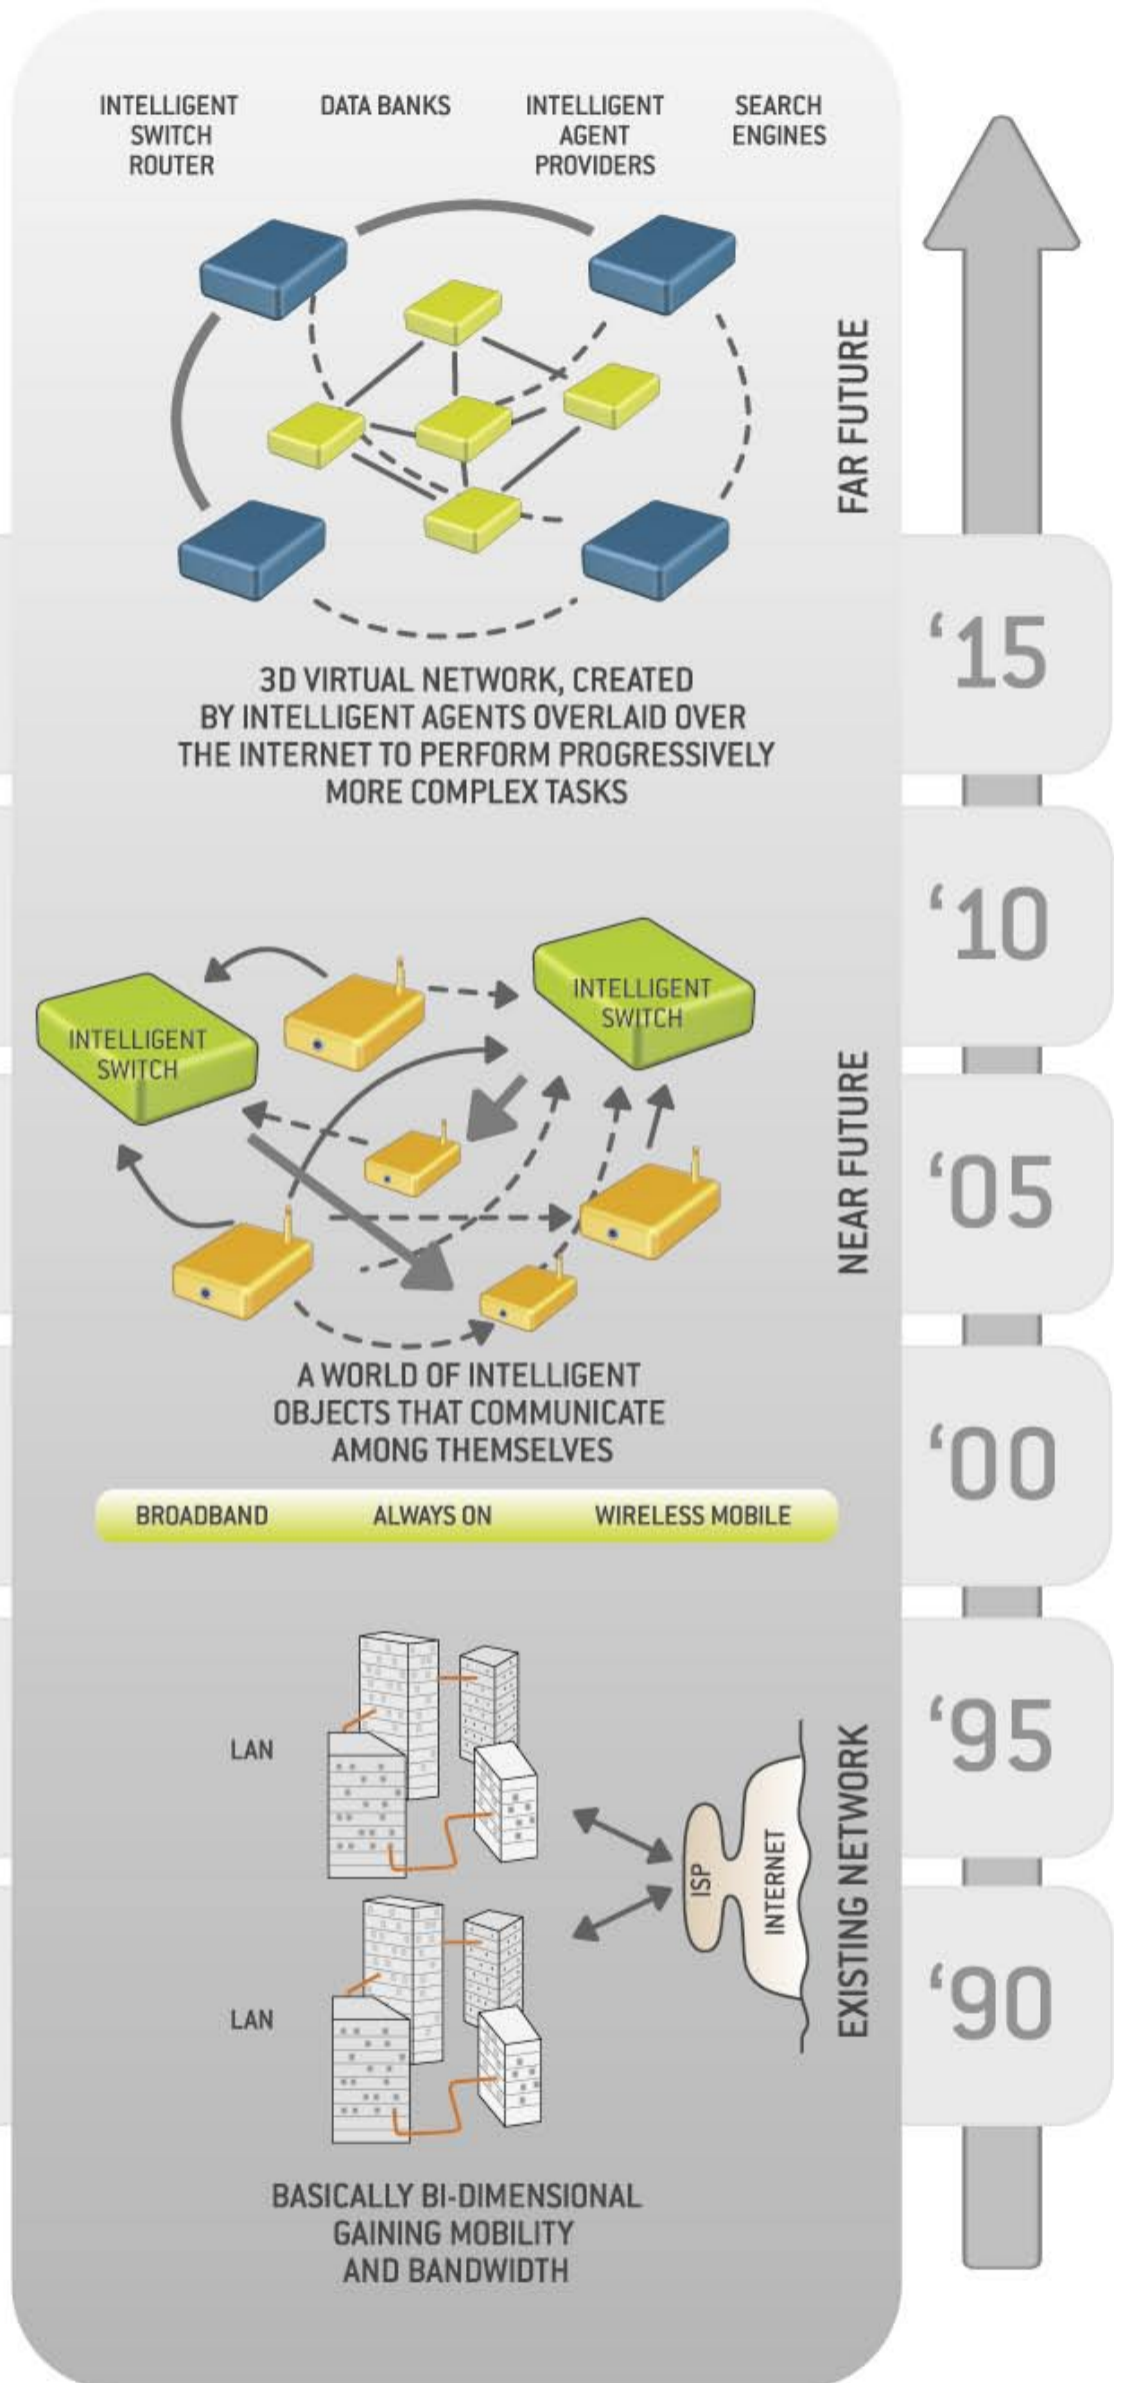 INTELLIGENT
SWITCH
ROUTER
DATA BANKS
INTELLIGENT
AGENT
PROVIDERS
SEARCH
ENGINES
FAR FUTURE
‘15
3D VIRTUAL NETWORK, CREATED
BY INTELLIGENT AGENTS OVERLAID OVER
THE INTERNET TO PERFORM PROGRESSIVELY
MORE COMPLEX TASKS
‘10
INTELLIGENT
SWITCH
INTELLIGENT
SWITCH
NEAR FUTURE
‘05
A WORLD OF INTELLIGENT
OBJECTS THAT COMMUNICATE
AMONG THEMSELVES
‘00
BROADBAND ALWAYS ON WIRELESS MOBILE
LAN
‘95
ISP
INTERNET
EXISTING NETWORK
LAN
‘90
BASICALLY BI-DIMENSIONAL
GAINING MOBILITY
AND BANDWIDTH